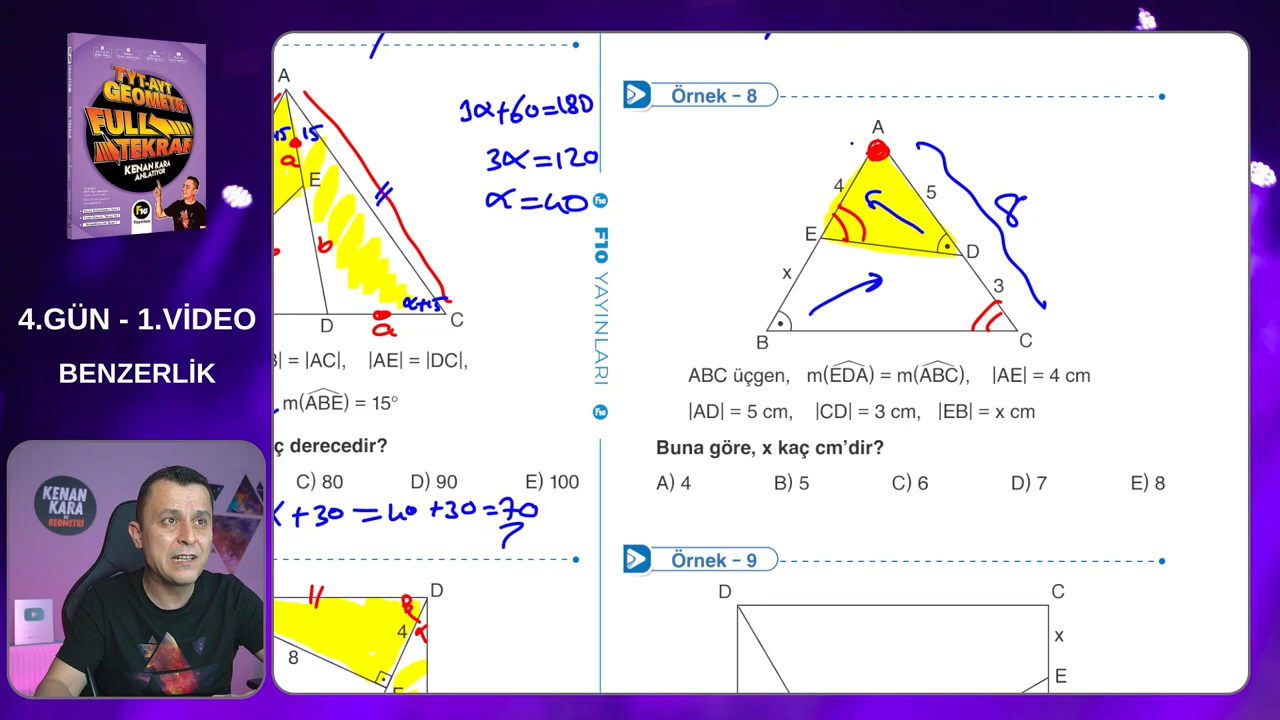 TYT-AYT
GEOMETRİ
FULL
TEKRAR
KENAN KARA
ANLATIYOR
F10
4.GÜN - 1.VİDEO
BENZERLİK
KENAN
KARA
GEOMETRİ
A
15
a
E
b
α+15
D
a
C
3α+60=180
3α=120
α=40
| = |AC|, |AE| = |DC|,
m(ABE) = 15°
ç derecedir?
C) 80 D) 90 E) 100
+30=40+30=70
D
4
8
F10 YAYINLARI
Örnek - 8
A
4
5
8
E
D
x
3
B
C
ABC üçgen, m(EDA) = m(ABC), |AE| = 4 cm
|AD| = 5 cm, |CD| = 3 cm, |EB| = x cm
Buna göre, x kaç cm'dir?
A) 4 B) 5 C) 6 D) 7 E) 8
Örnek - 9
D
C
x
E